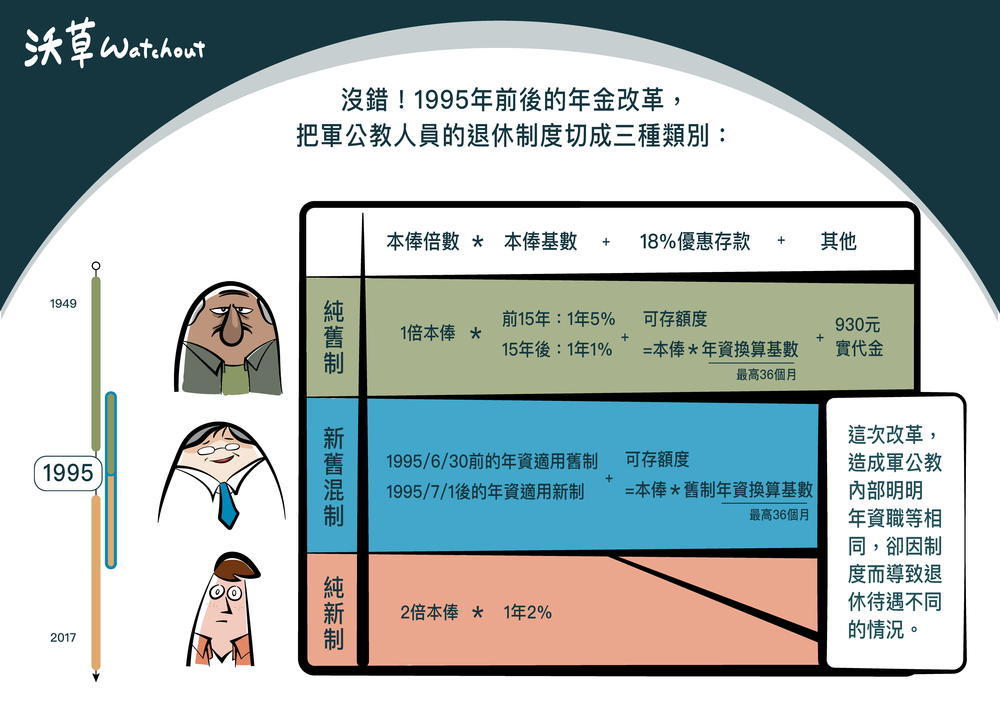 沃草Watchout
沒錯！1995年前後的年金改革，
把軍公教人員的退休制度切成三種類別：
本俸倍數 * 本俸基數 + 18%優惠存款 + 其他
1949
1995
2017
純舊制
1倍本俸 *
前15年：1年5%
15年後：1年1%
+
可存額度
=本俸*年資換算基數
最高36個月
+
930元
實代金
新舊混制
1995/6/30前的年資適用舊制
1995/7/1後的年資適用新制
+
可存額度
=本俸*舊制年資換算基數
最高36個月
純新制
2倍本俸 * 1年2%
這次改革，
造成軍公教
內部明明
年資職等相
同，卻因制
度而導致退
休待遇不同
的情況。